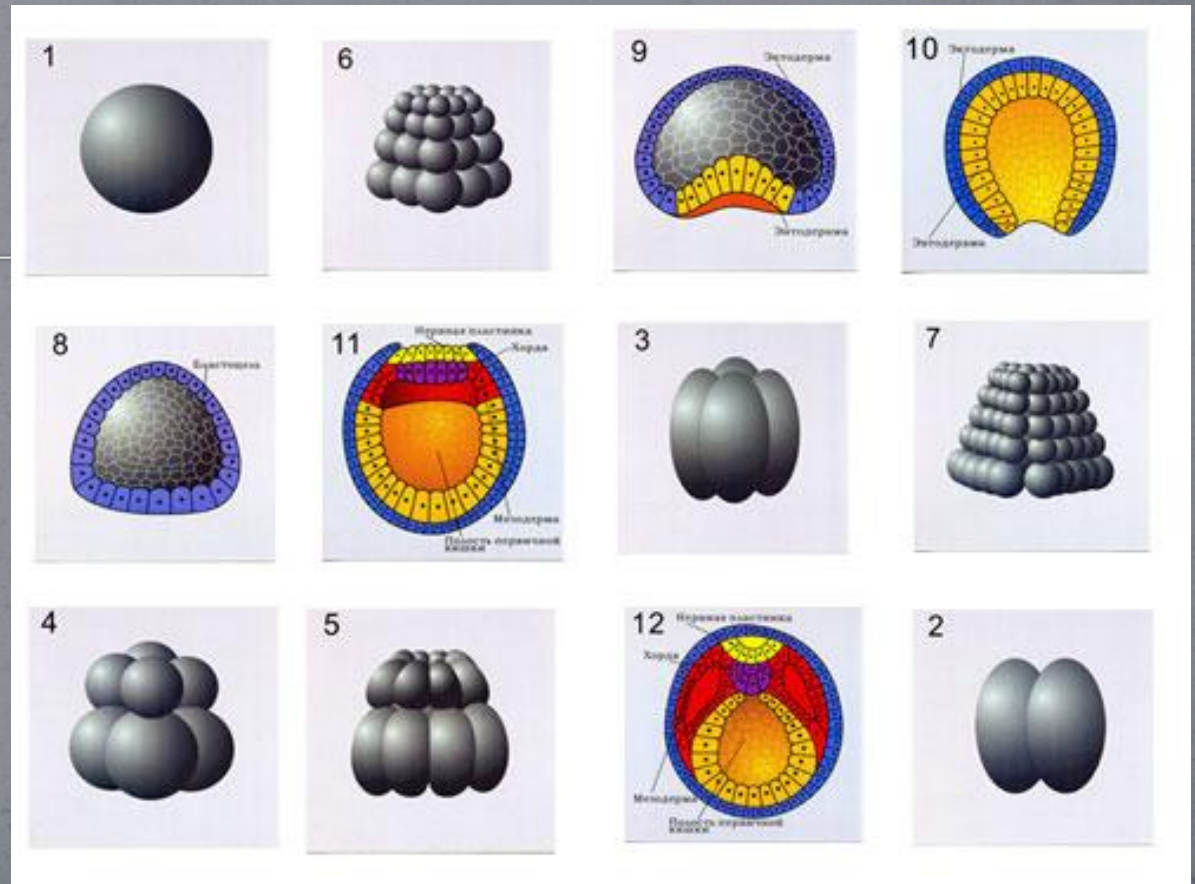 1
6
9
Эктодерма
Энтодерма
10
Эктодерма
Энтодерма
8
Бластоцель
11
Нервная пластинка
Хорда
Мезодерма
Полость первичной
кишки
3
7
4
5
12
Нервная пластинка
Хорда
Мезодерма
Полость первичной
кишки
2